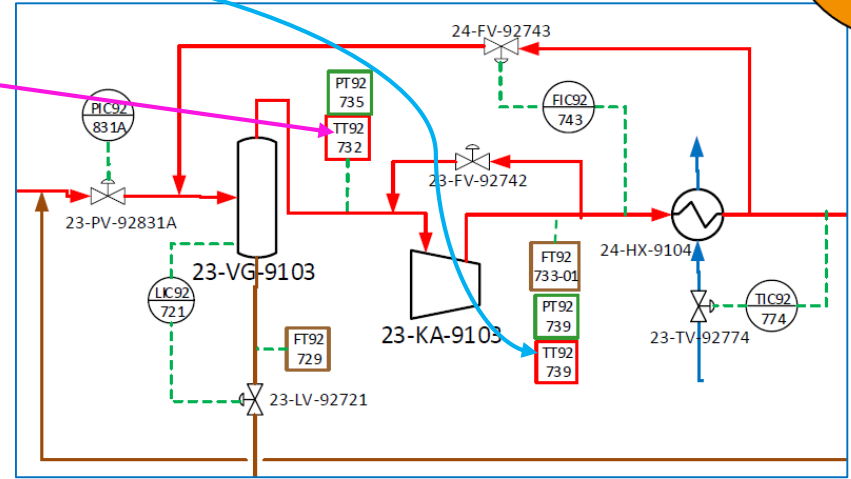 24-FV-92743
PT92
735
PIC92
831A
FIC92
743
TT92
732
23-FV-92742
23-PV-92831A
24-HX-9104
FT92
733-01
23-VG-9103
LIC92
721
PT92
739
TIC92
774
23-KA-9103
FT92
729
TT92
739
23-TV-92774
23-LV-92721